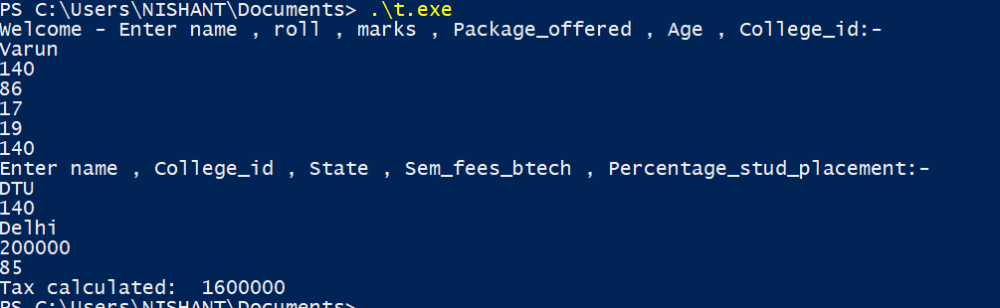 PS C:\Users\NISHANT\Documents> .\t.exe
Welcome - Enter name , roll , marks , Package_offered , Age , College_id:-
Varun
140
86
17
19
140
Enter name , College_id , State , Sem_fees_btech , Percentage_stud_placement:-
DTU
140
Delhi
200000
85
Tax calculated:  1600000
PS C:\Users\NISHANT\Documents>